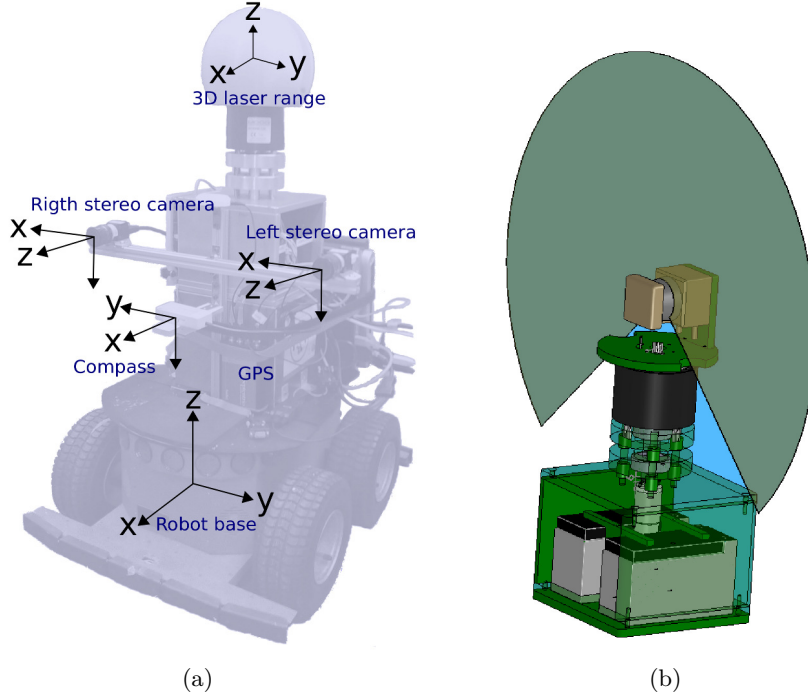 z
x
y
3D laser range
Rigth stereo camera
x
z
Left stereo camera
x
z
y
x
Compass
GPS
z
y
x
Robot base
(a)
(b)